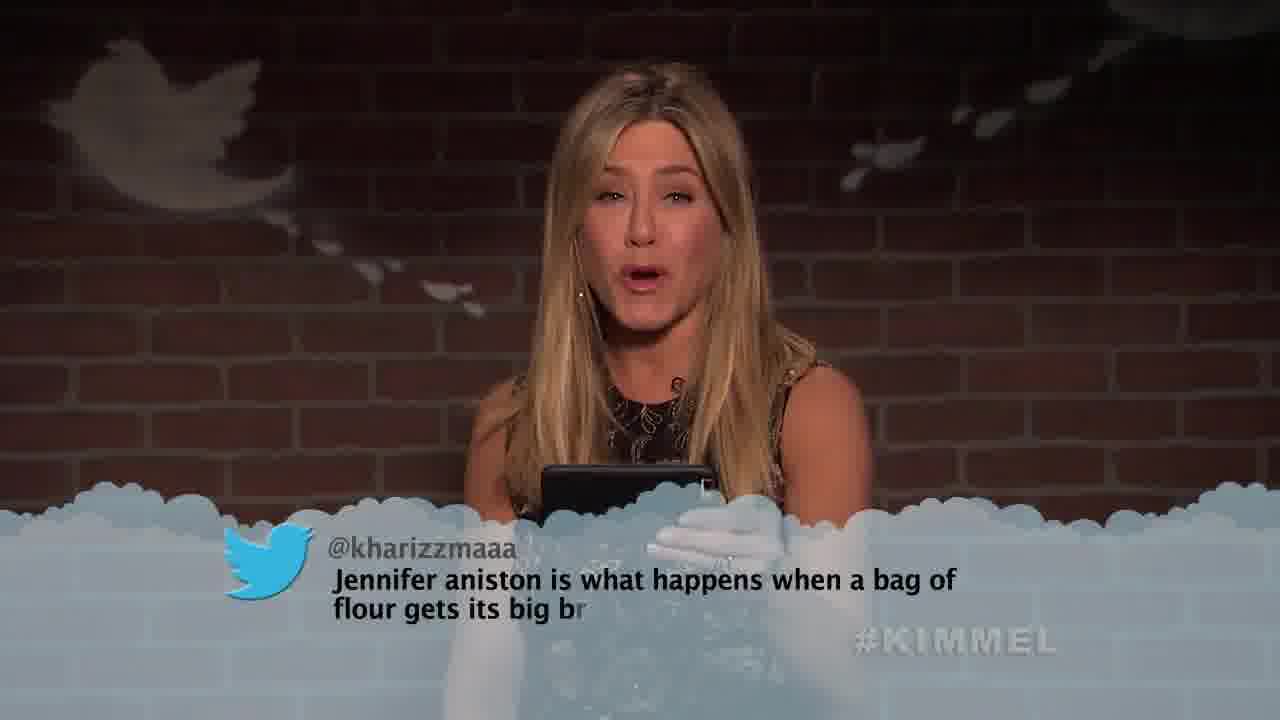 @kharizzmaaa
Jennifer aniston is what happens when a bag of
flour gets its big br
#KIMMEL